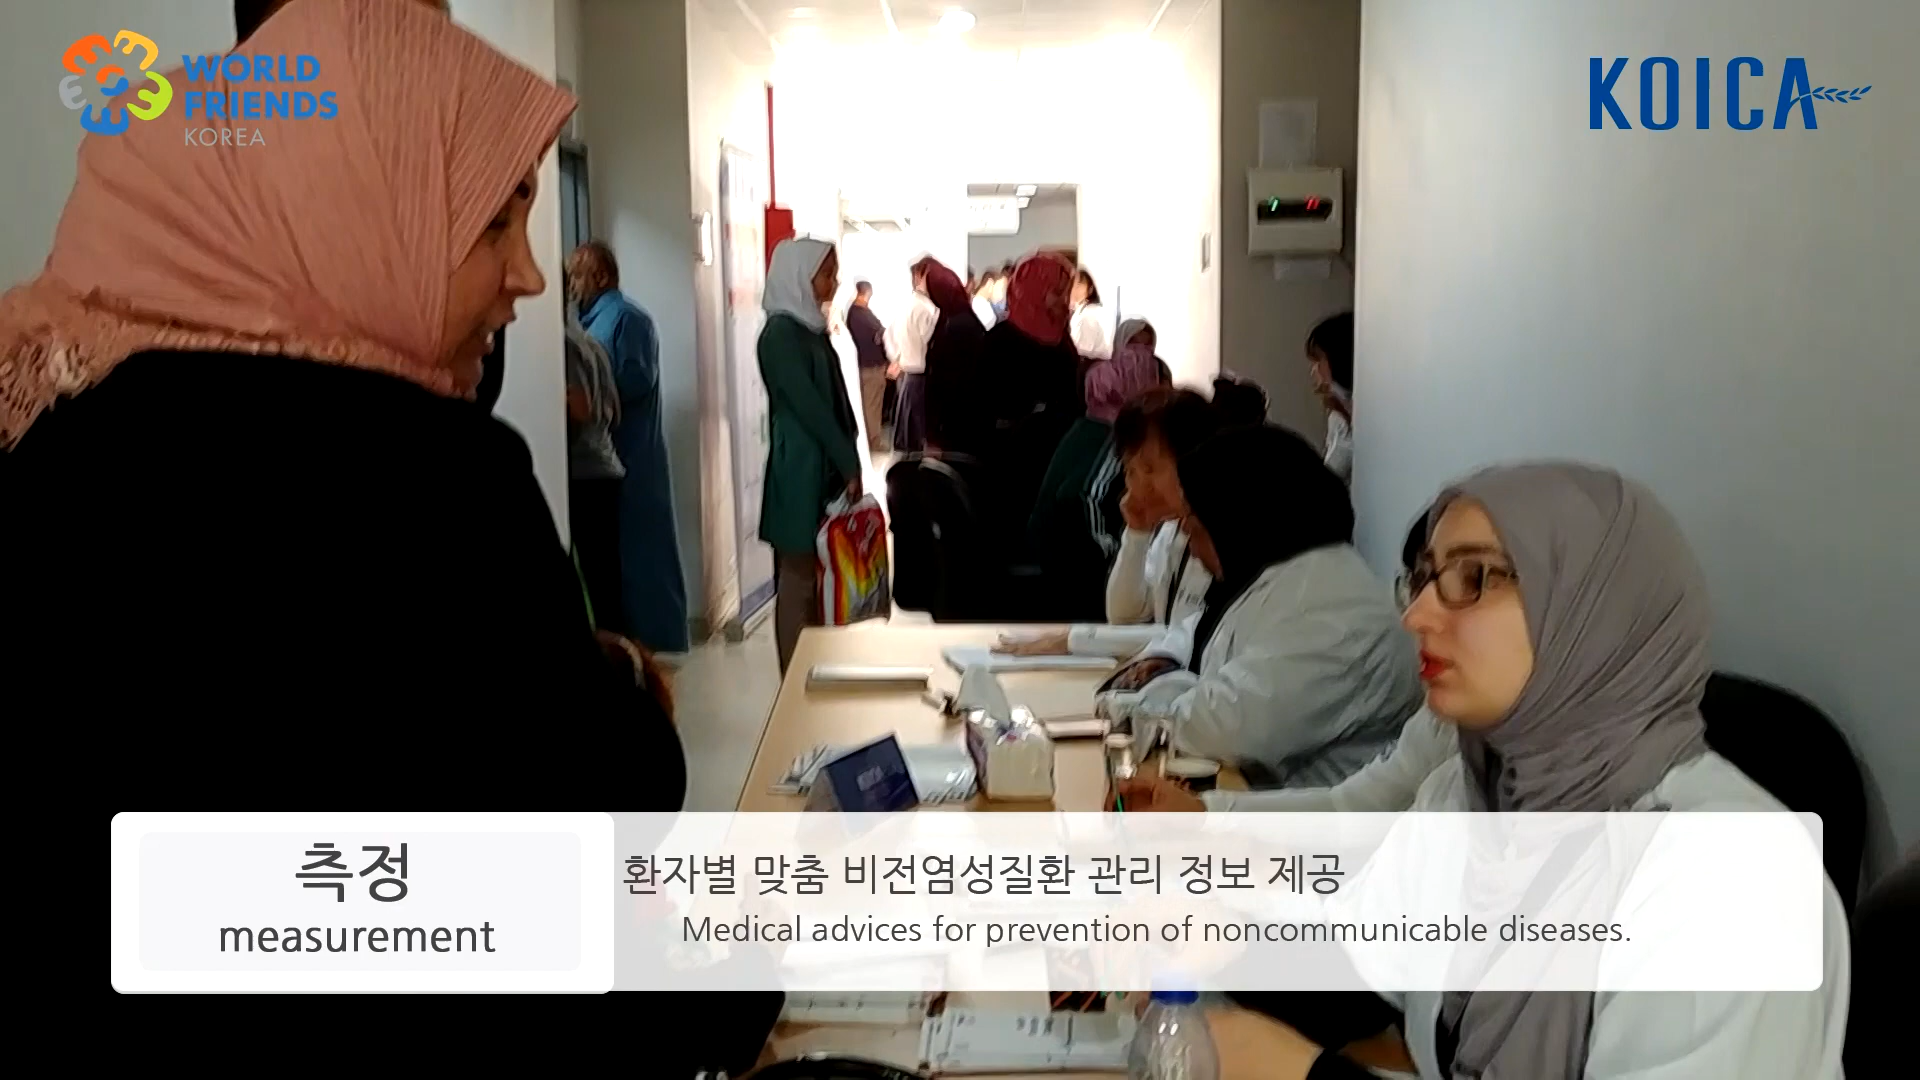 WORLD
FRIENDS
KOREA
KOICA
KOICA
측정
measurement
환자별 맞춤 비전염성질환 관리 정보 제공
Medical advices for prevention of noncommunicable diseases.